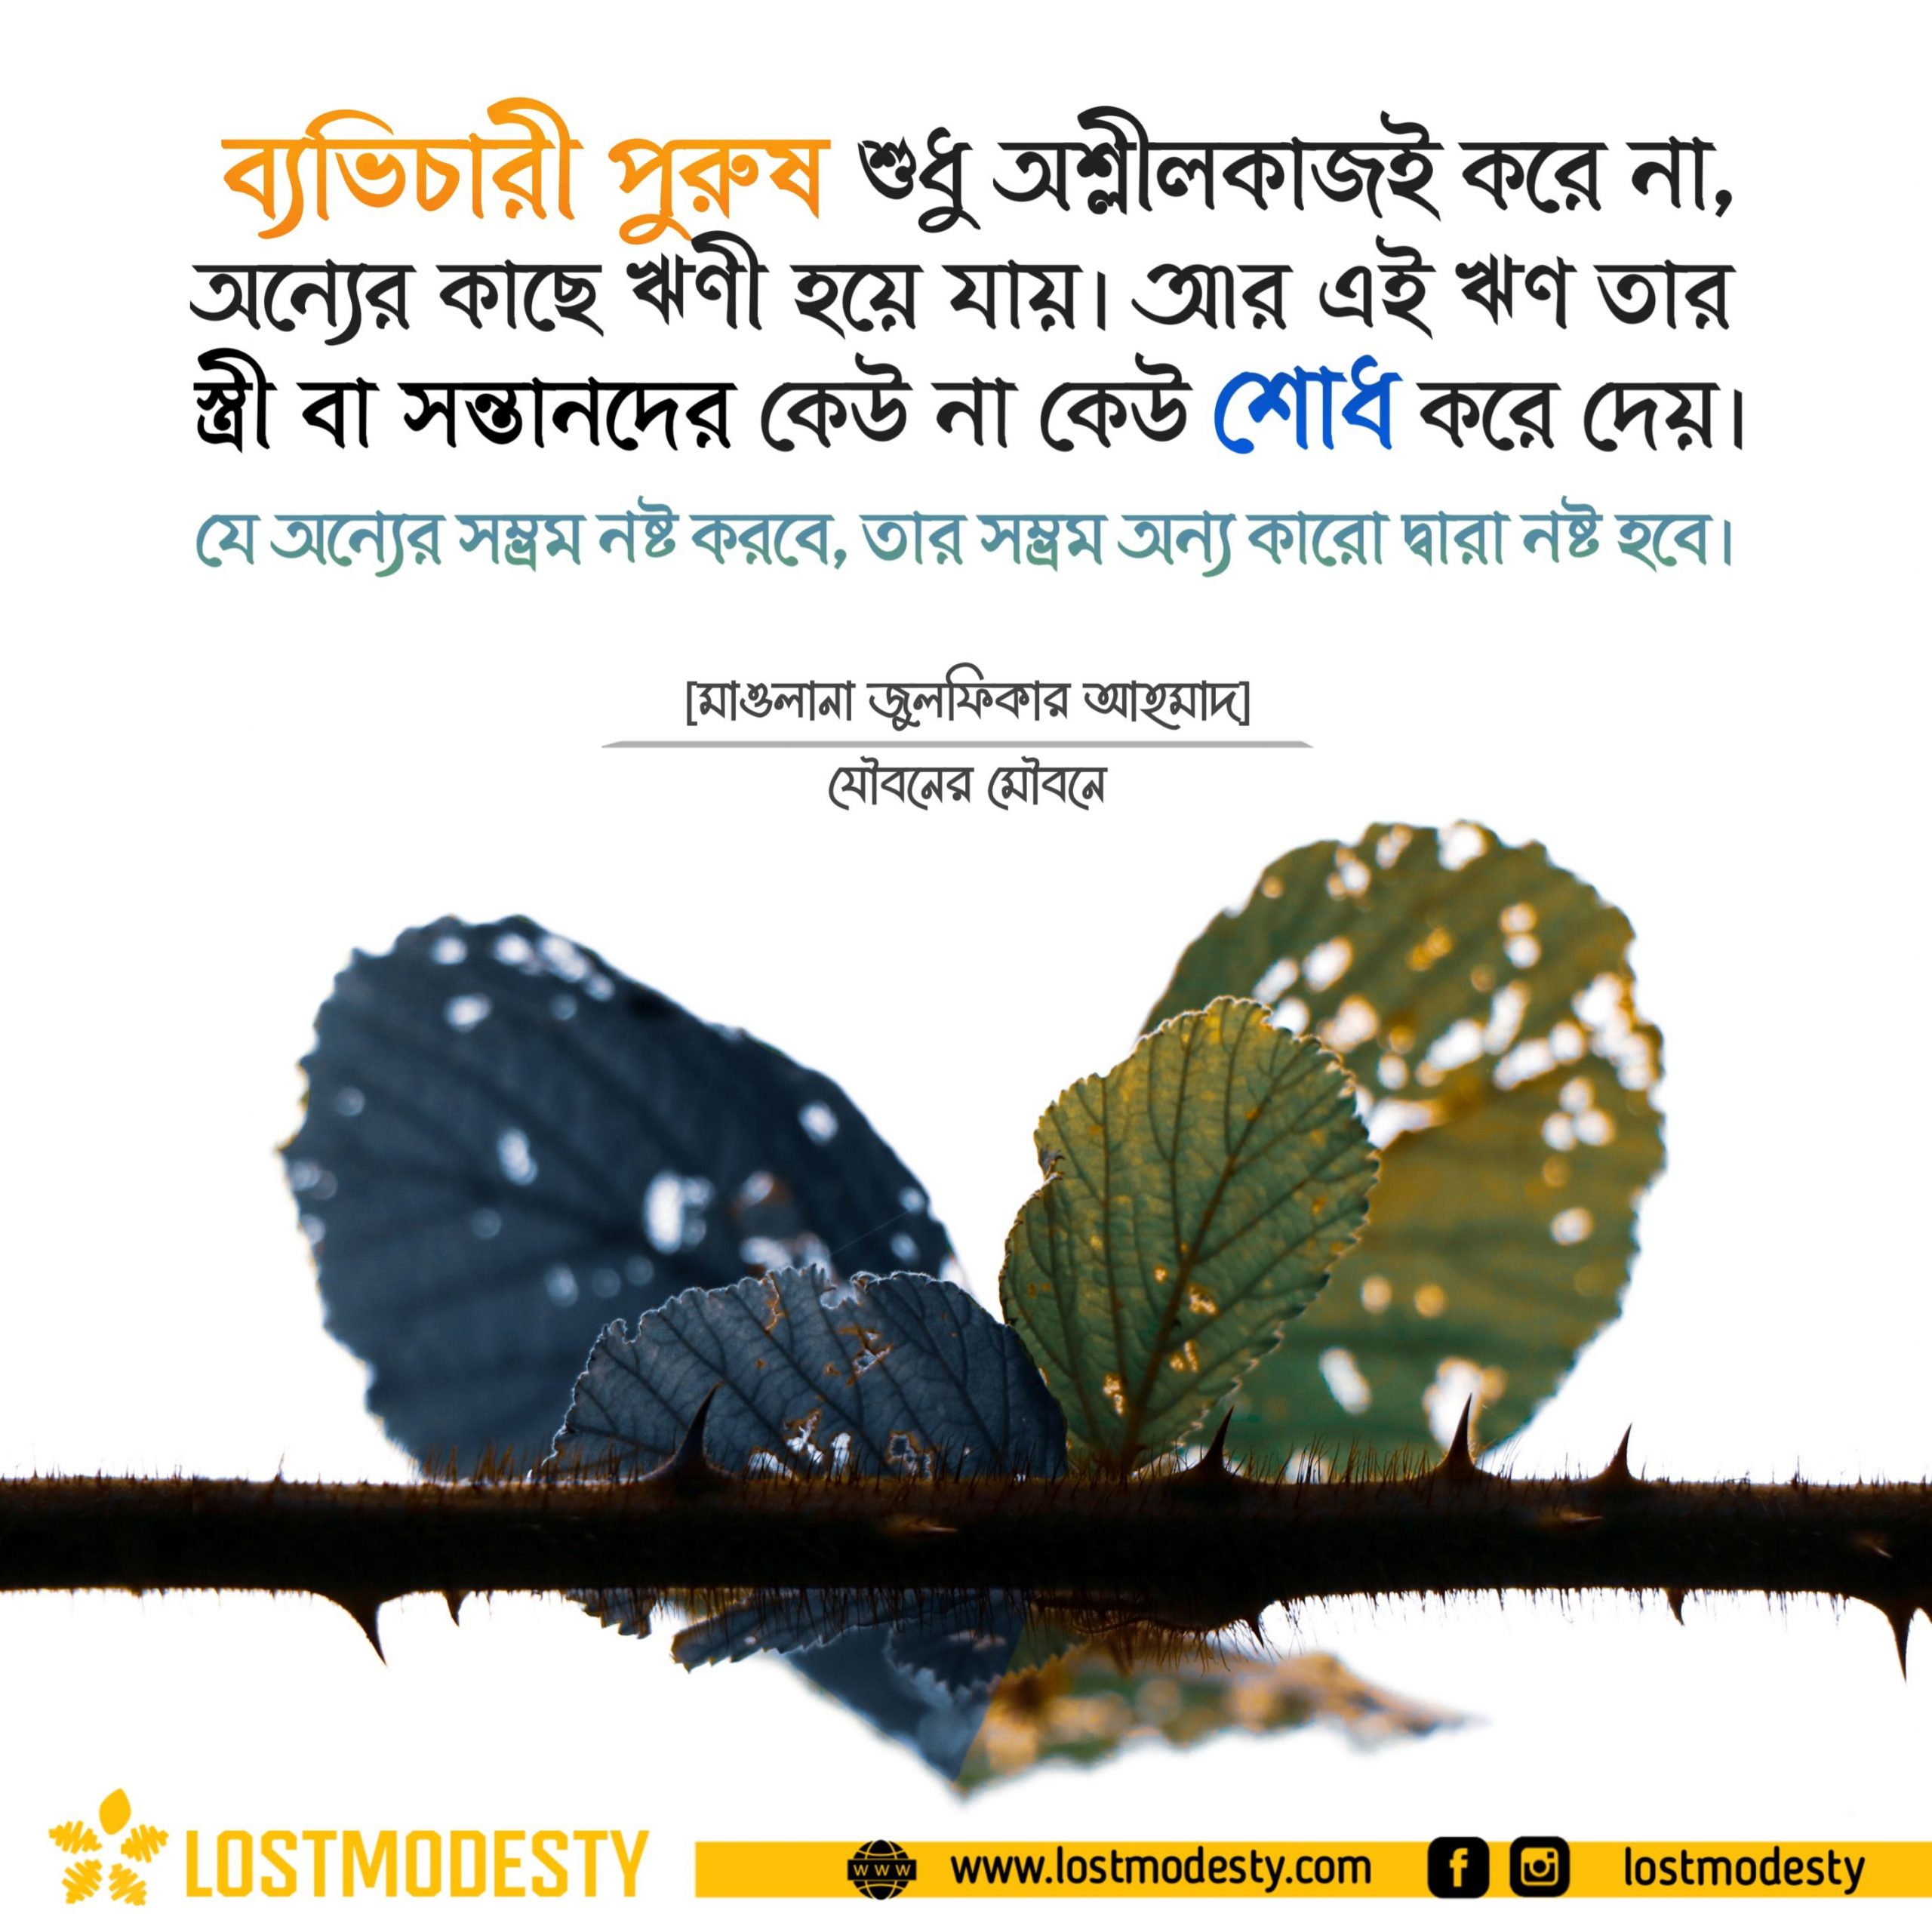 ব্যভিচারী পুরুষ শুধু অশ্লীলকাজই করে না,
অন্যের কাছে ঋণী হয়ে যায়। আর এই ঋণ তার
স্ত্রী বা সন্তানদের কেউ না কেউ শোধ করে দেয়।
যে অন্যের সম্ভ্রম নষ্ট করবে, তার সম্ভ্রম অন্য কারো দ্বারা নষ্ট হবে।
[মাওলানা জুলফিকার আহমাদ]
যৌবনের মৌবনে
LOSTMODESTY
WWW
www.lostmodesty.com
f
lostmodesty